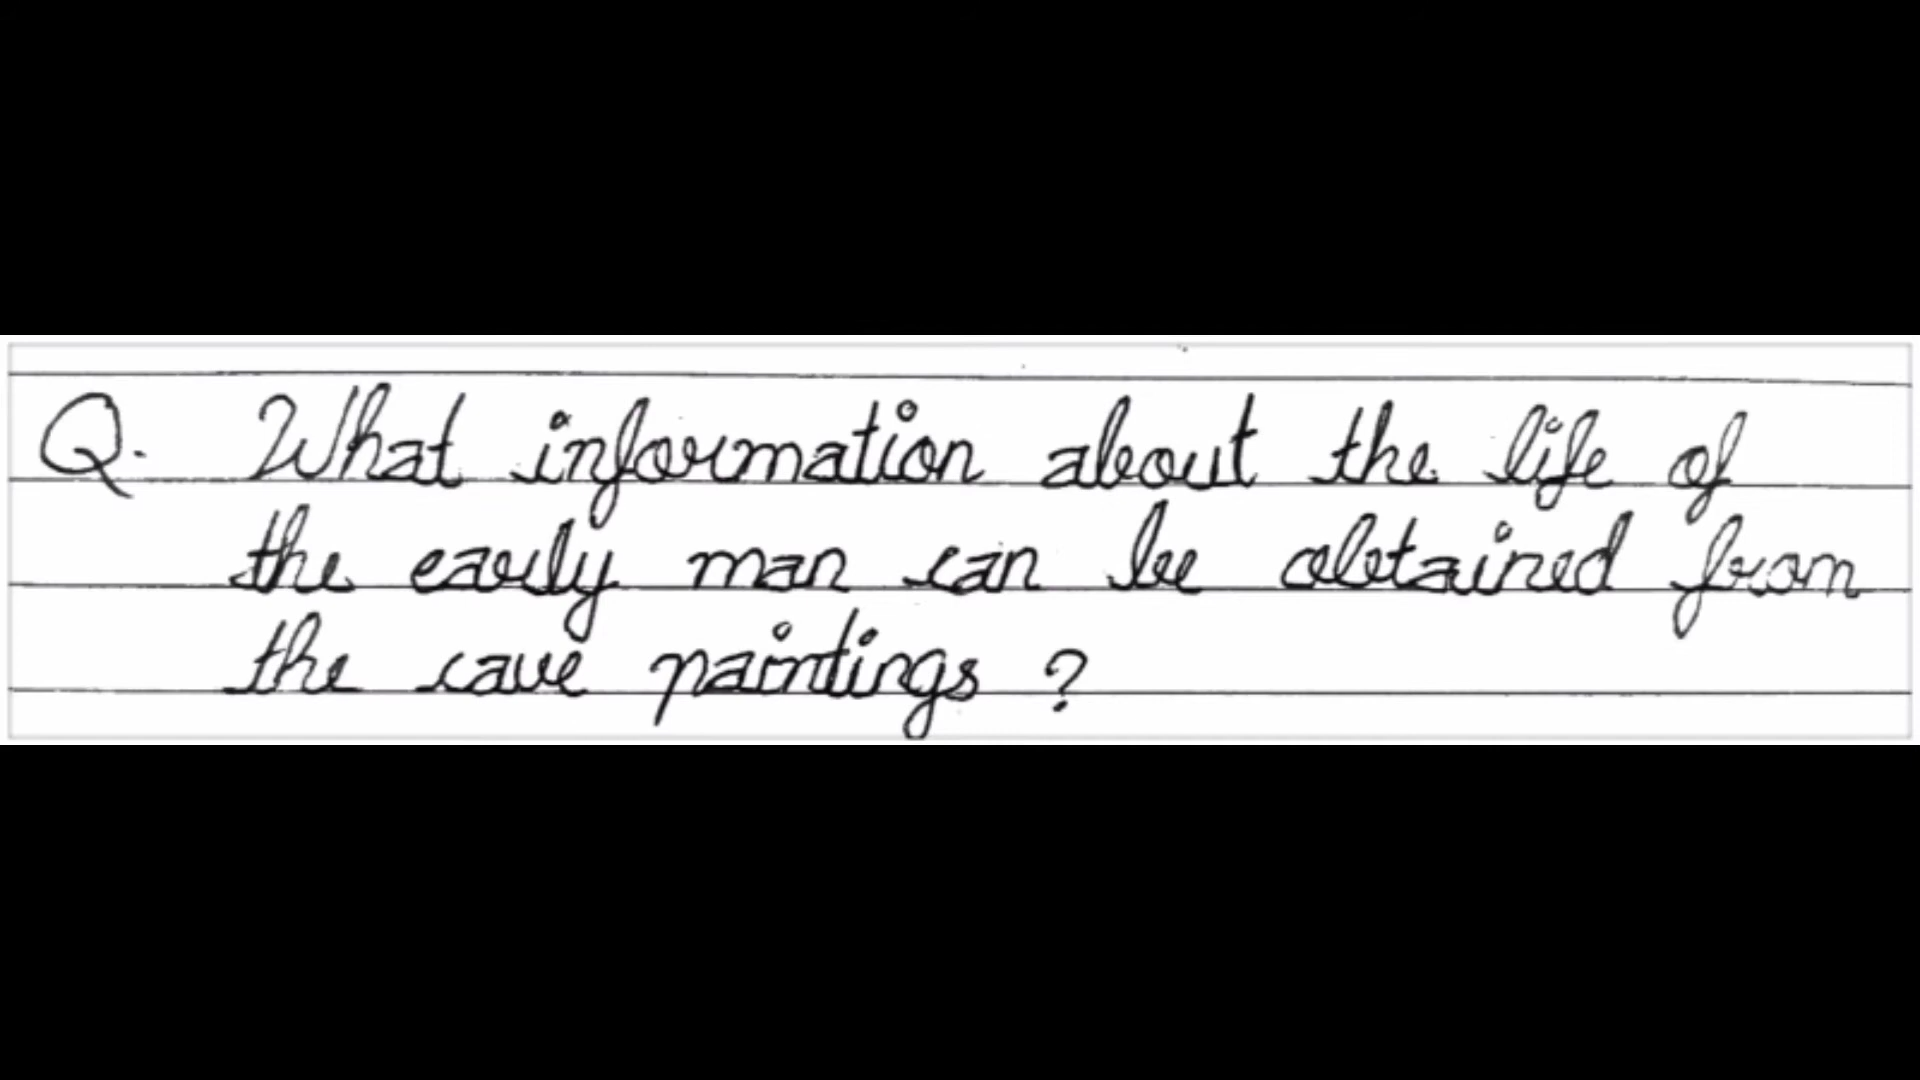 Q. What information about the life of
the early man can be obtained from
the cave paintings ?